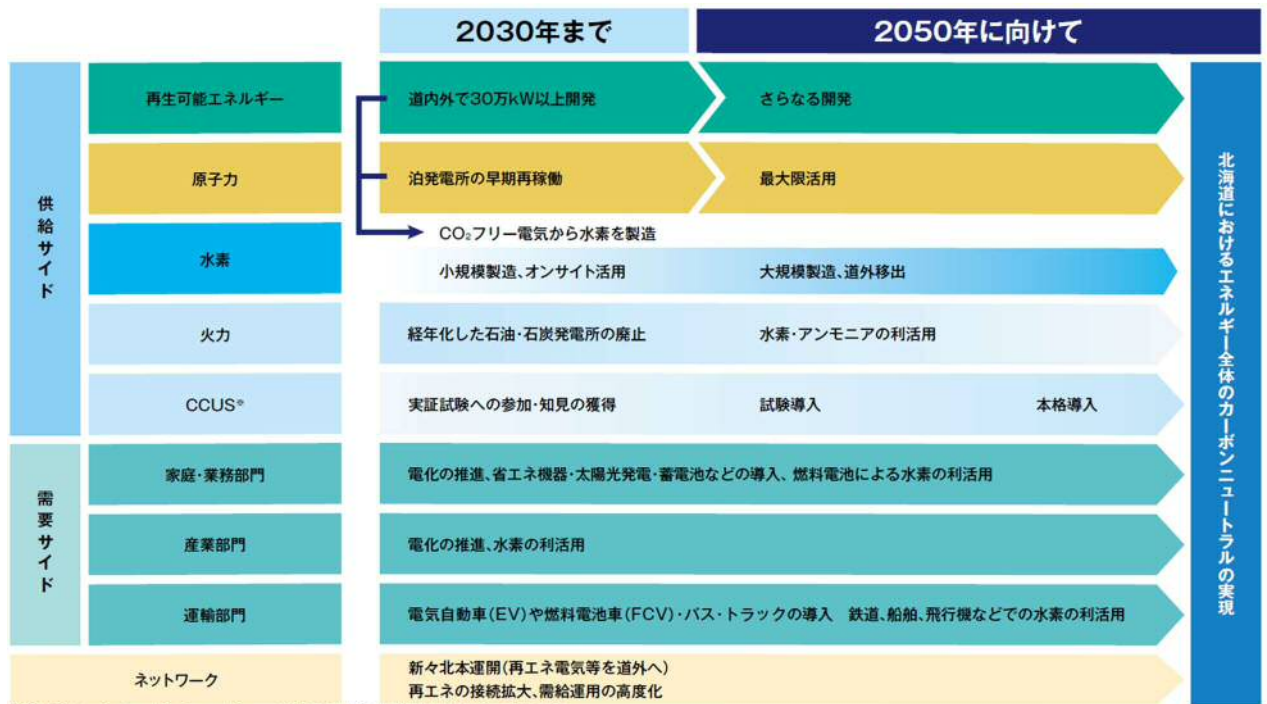 2030年まで
2050年に向けて
供給サイド
再生可能エネルギー
道内外で30万kW以上開発
さらなる開発
原子力
泊発電所の早期再稼働
最大限活用
水素
CO₂フリー電気から水素を製造
小規模製造、オンサイト活用
大規模製造、道外移出
火力
経年化した石油・石炭発電所の廃止
水素・アンモニアの利活用
CCUS※
実証試験への参加・知見の獲得
試験導入
本格導入
需要サイド
家庭・業務部門
電化の推進、省エネ機器・太陽光発電・蓄電池などの導入、燃料電池による水素の利活用
産業部門
電化の推進、水素の利活用
運輸部門
電気自動車(EV)や燃料電池車(FCV)・バス・トラックの導入　鉄道、船舶、飛行機などでの水素の利活用
ネットワーク
新々北本運開(再エネ電気等を道外へ)
再エネの接続拡大、需給運用の高度化
北海道におけるエネルギー全体のカーボンニュートラルの実現